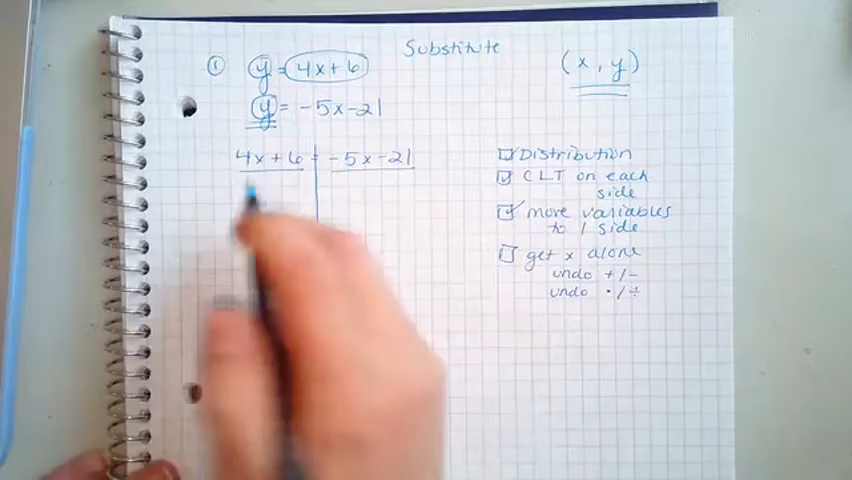 Substitute
① y = 4x + 6
(x, y)
y = -5x - 21
4x + 6 = -5x - 21
Distribution
CLT on each
side
move variables
to 1 side
get x alone
undo +/-
undo · / ÷